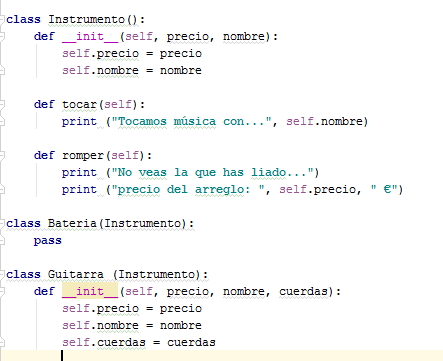 class Instrumento():
    def __init__(self, precio, nombre):
        self.precio = precio
        self.nombre = nombre
    def tocar(self):
        print ("Tocamos música con...", self.nombre)
    def romper(self):
        print ("No veas la que has liado...")
        print ("precio del arreglo: ", self.precio, " €")
class Bateria(Instrumento):
    pass
class Guitarra (Instrumento):
    def __init__(self, precio, nombre, cuerdas):
        self.precio = precio
        self.nombre = nombre
        self.cuerdas = cuerdas